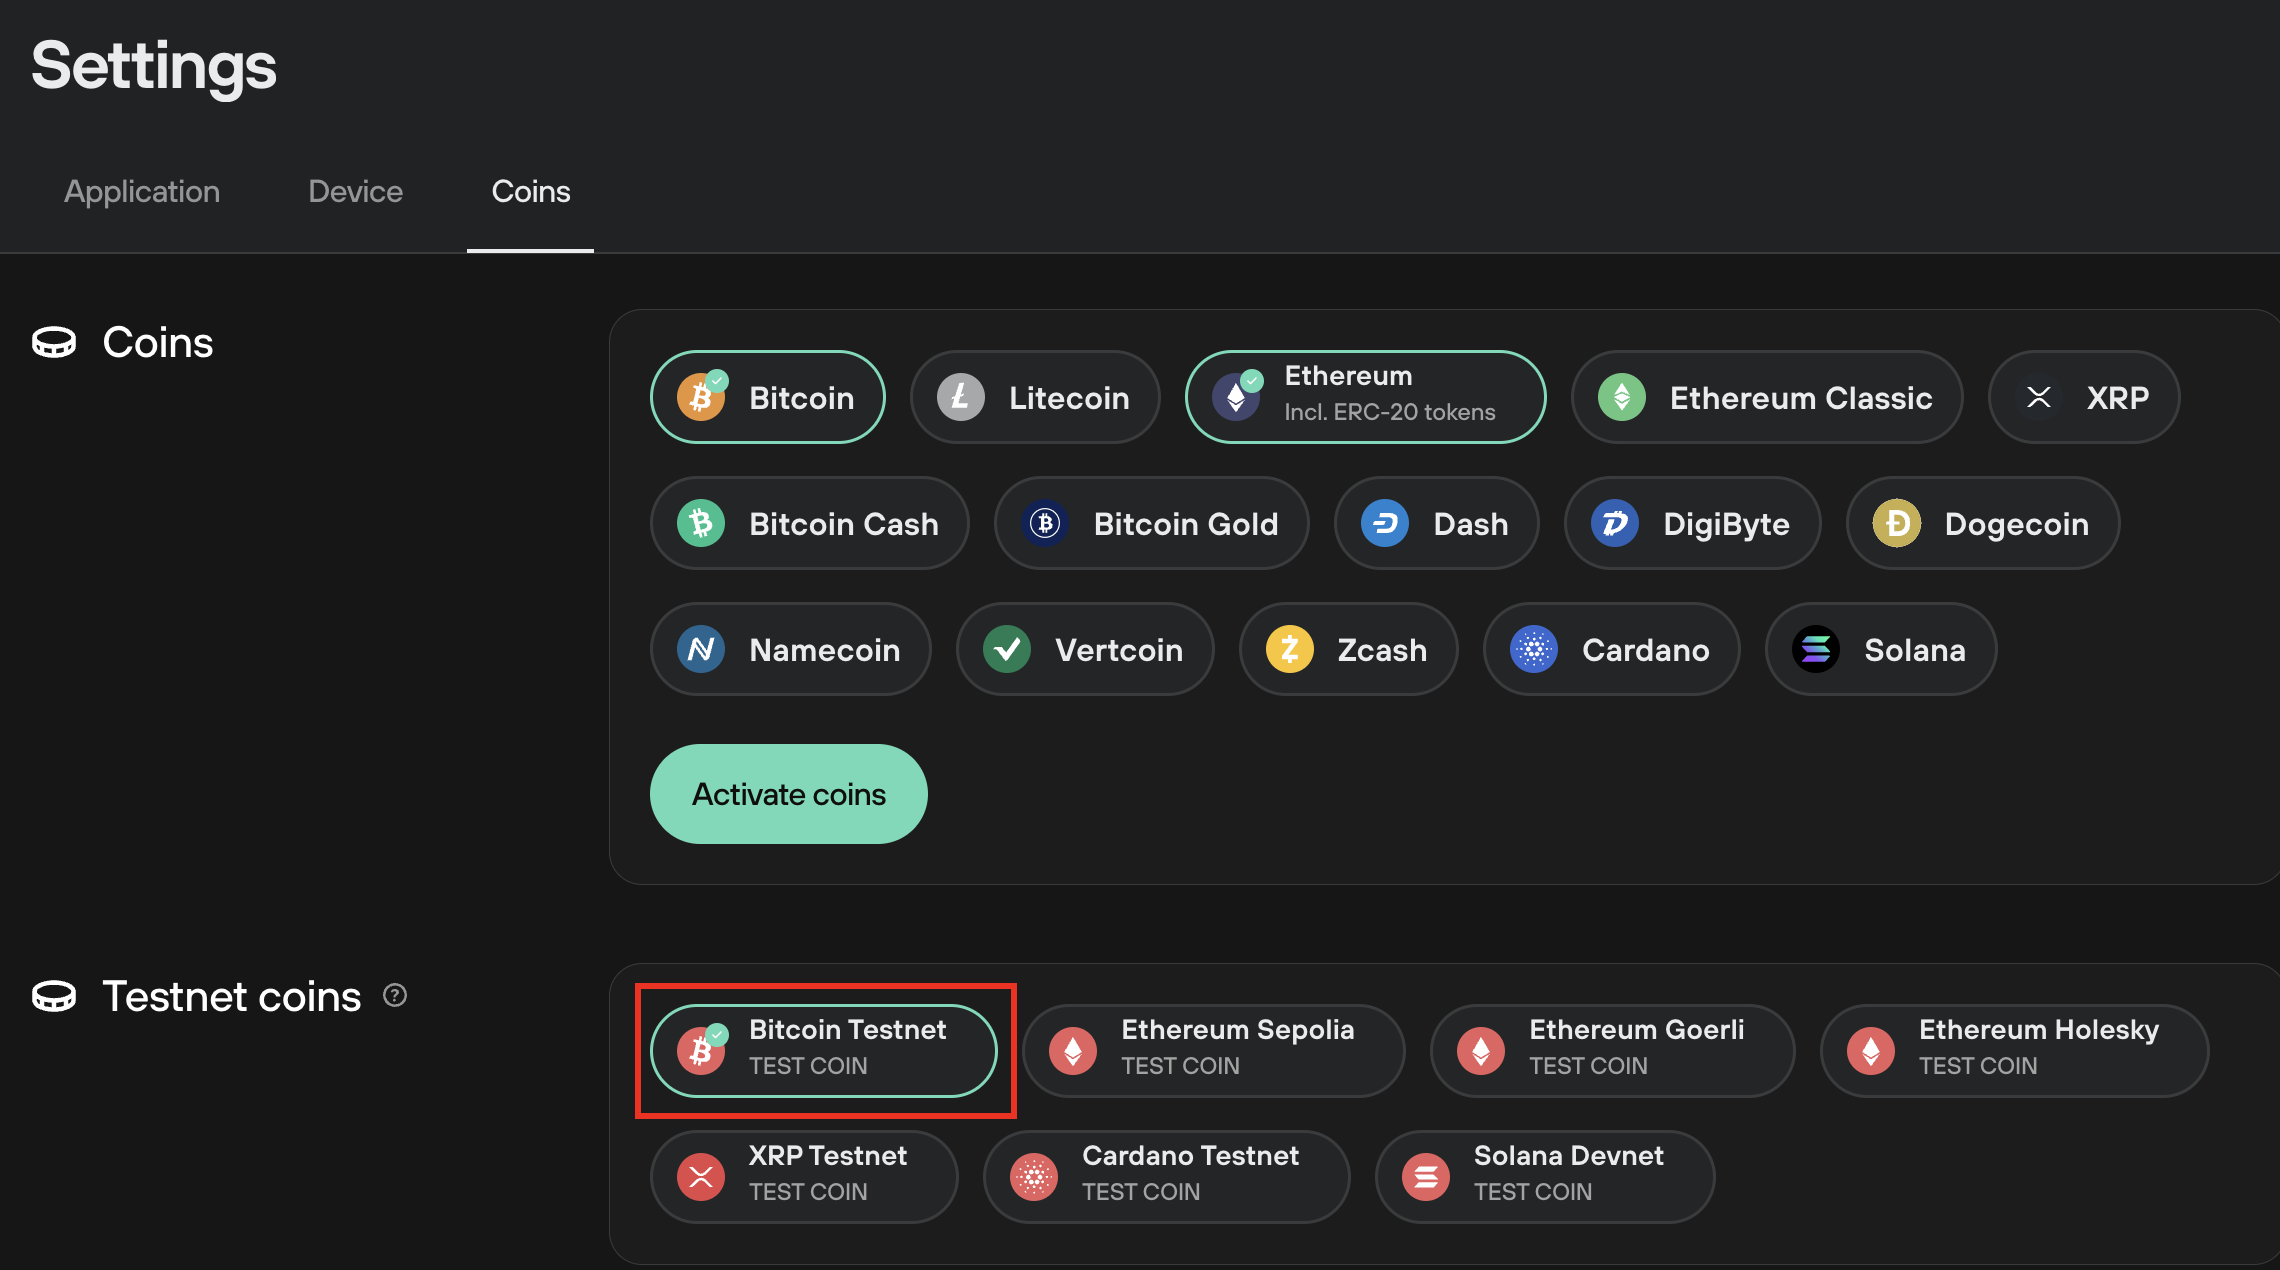 Settings
Application
Device
Coins
Coins
Bitcoin
Litecoin
Ethereum
Incl. ERC-20 tokens
Ethereum Classic
XRP
Bitcoin Cash
Bitcoin Gold
Dash
DigiByte
Dogecoin
Namecoin
Vertcoin
Zcash
Cardano
Solana
Activate coins
Testnet coins
Bitcoin Testnet
TEST COIN
Ethereum Sepolia
TEST COIN
Ethereum Goerli
TEST COIN
Ethereum Holesky
TEST COIN
XRP Testnet
TEST COIN
Cardano Testnet
TEST COIN
Solana Devnet
TEST COIN